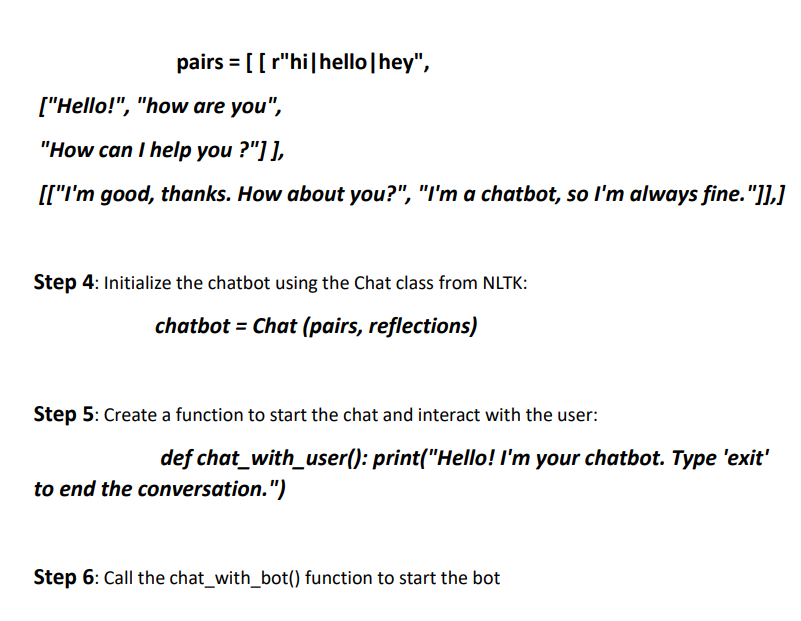 pairs = [ [ r"hi|hello|hey",
["Hello!", "how are you",
"How can I help you ?"] ],
[["I'm good, thanks. How about you?", "I'm a chatbot, so I'm always fine."]],]
Step 4: Initialize the chatbot using the Chat class from NLTK:
chatbot = Chat (pairs, reflections)
Step 5: Create a function to start the chat and interact with the user:
def chat_with_user(): print("Hello! I'm your chatbot. Type 'exit'
to end the conversation.")
Step 6: Call the chat_with_bot() function to start the bot